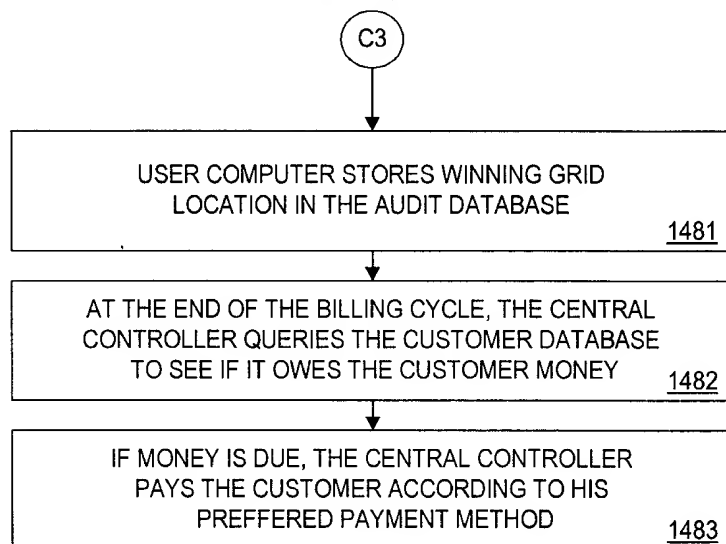 C3
USER COMPUTER STORES WINNING GRID
LOCATION IN THE AUDIT DATABASE
1481
AT THE END OF THE BILLING CYCLE, THE CENTRAL
CONTROLLER QUERIES THE CUSTOMER DATABASE
TO SEE IF IT OWES THE CUSTOMER MONEY
1482
IF MONEY IS DUE, THE CENTRAL CONTROLLER
PAYS THE CUSTOMER ACCORDING TO HIS
PREFFERED PAYMENT METHOD
1483